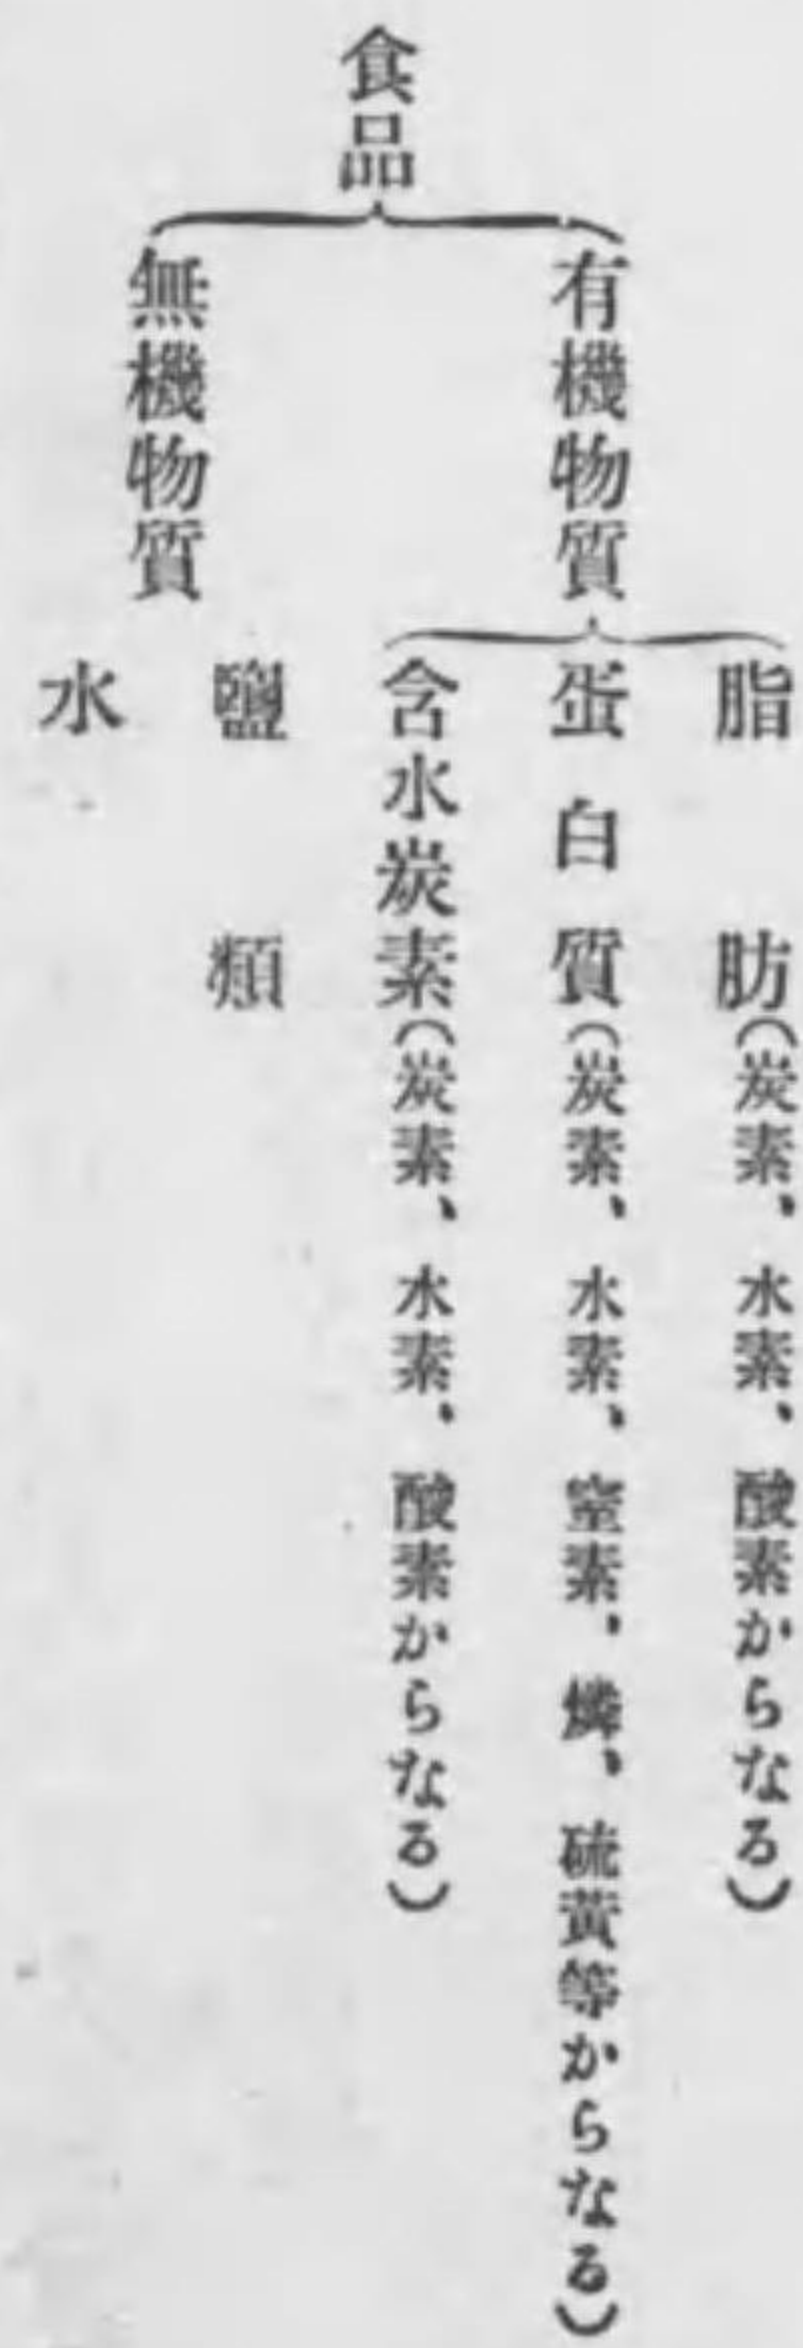 食品
有機物質
脂肪(炭素、水素、酸素からなる)
蛋白質(炭素、水素、窒素、燐、硫黄等からなる)
含水炭素(炭素、水素、酸素からなる)
無機物質
鹽類
水